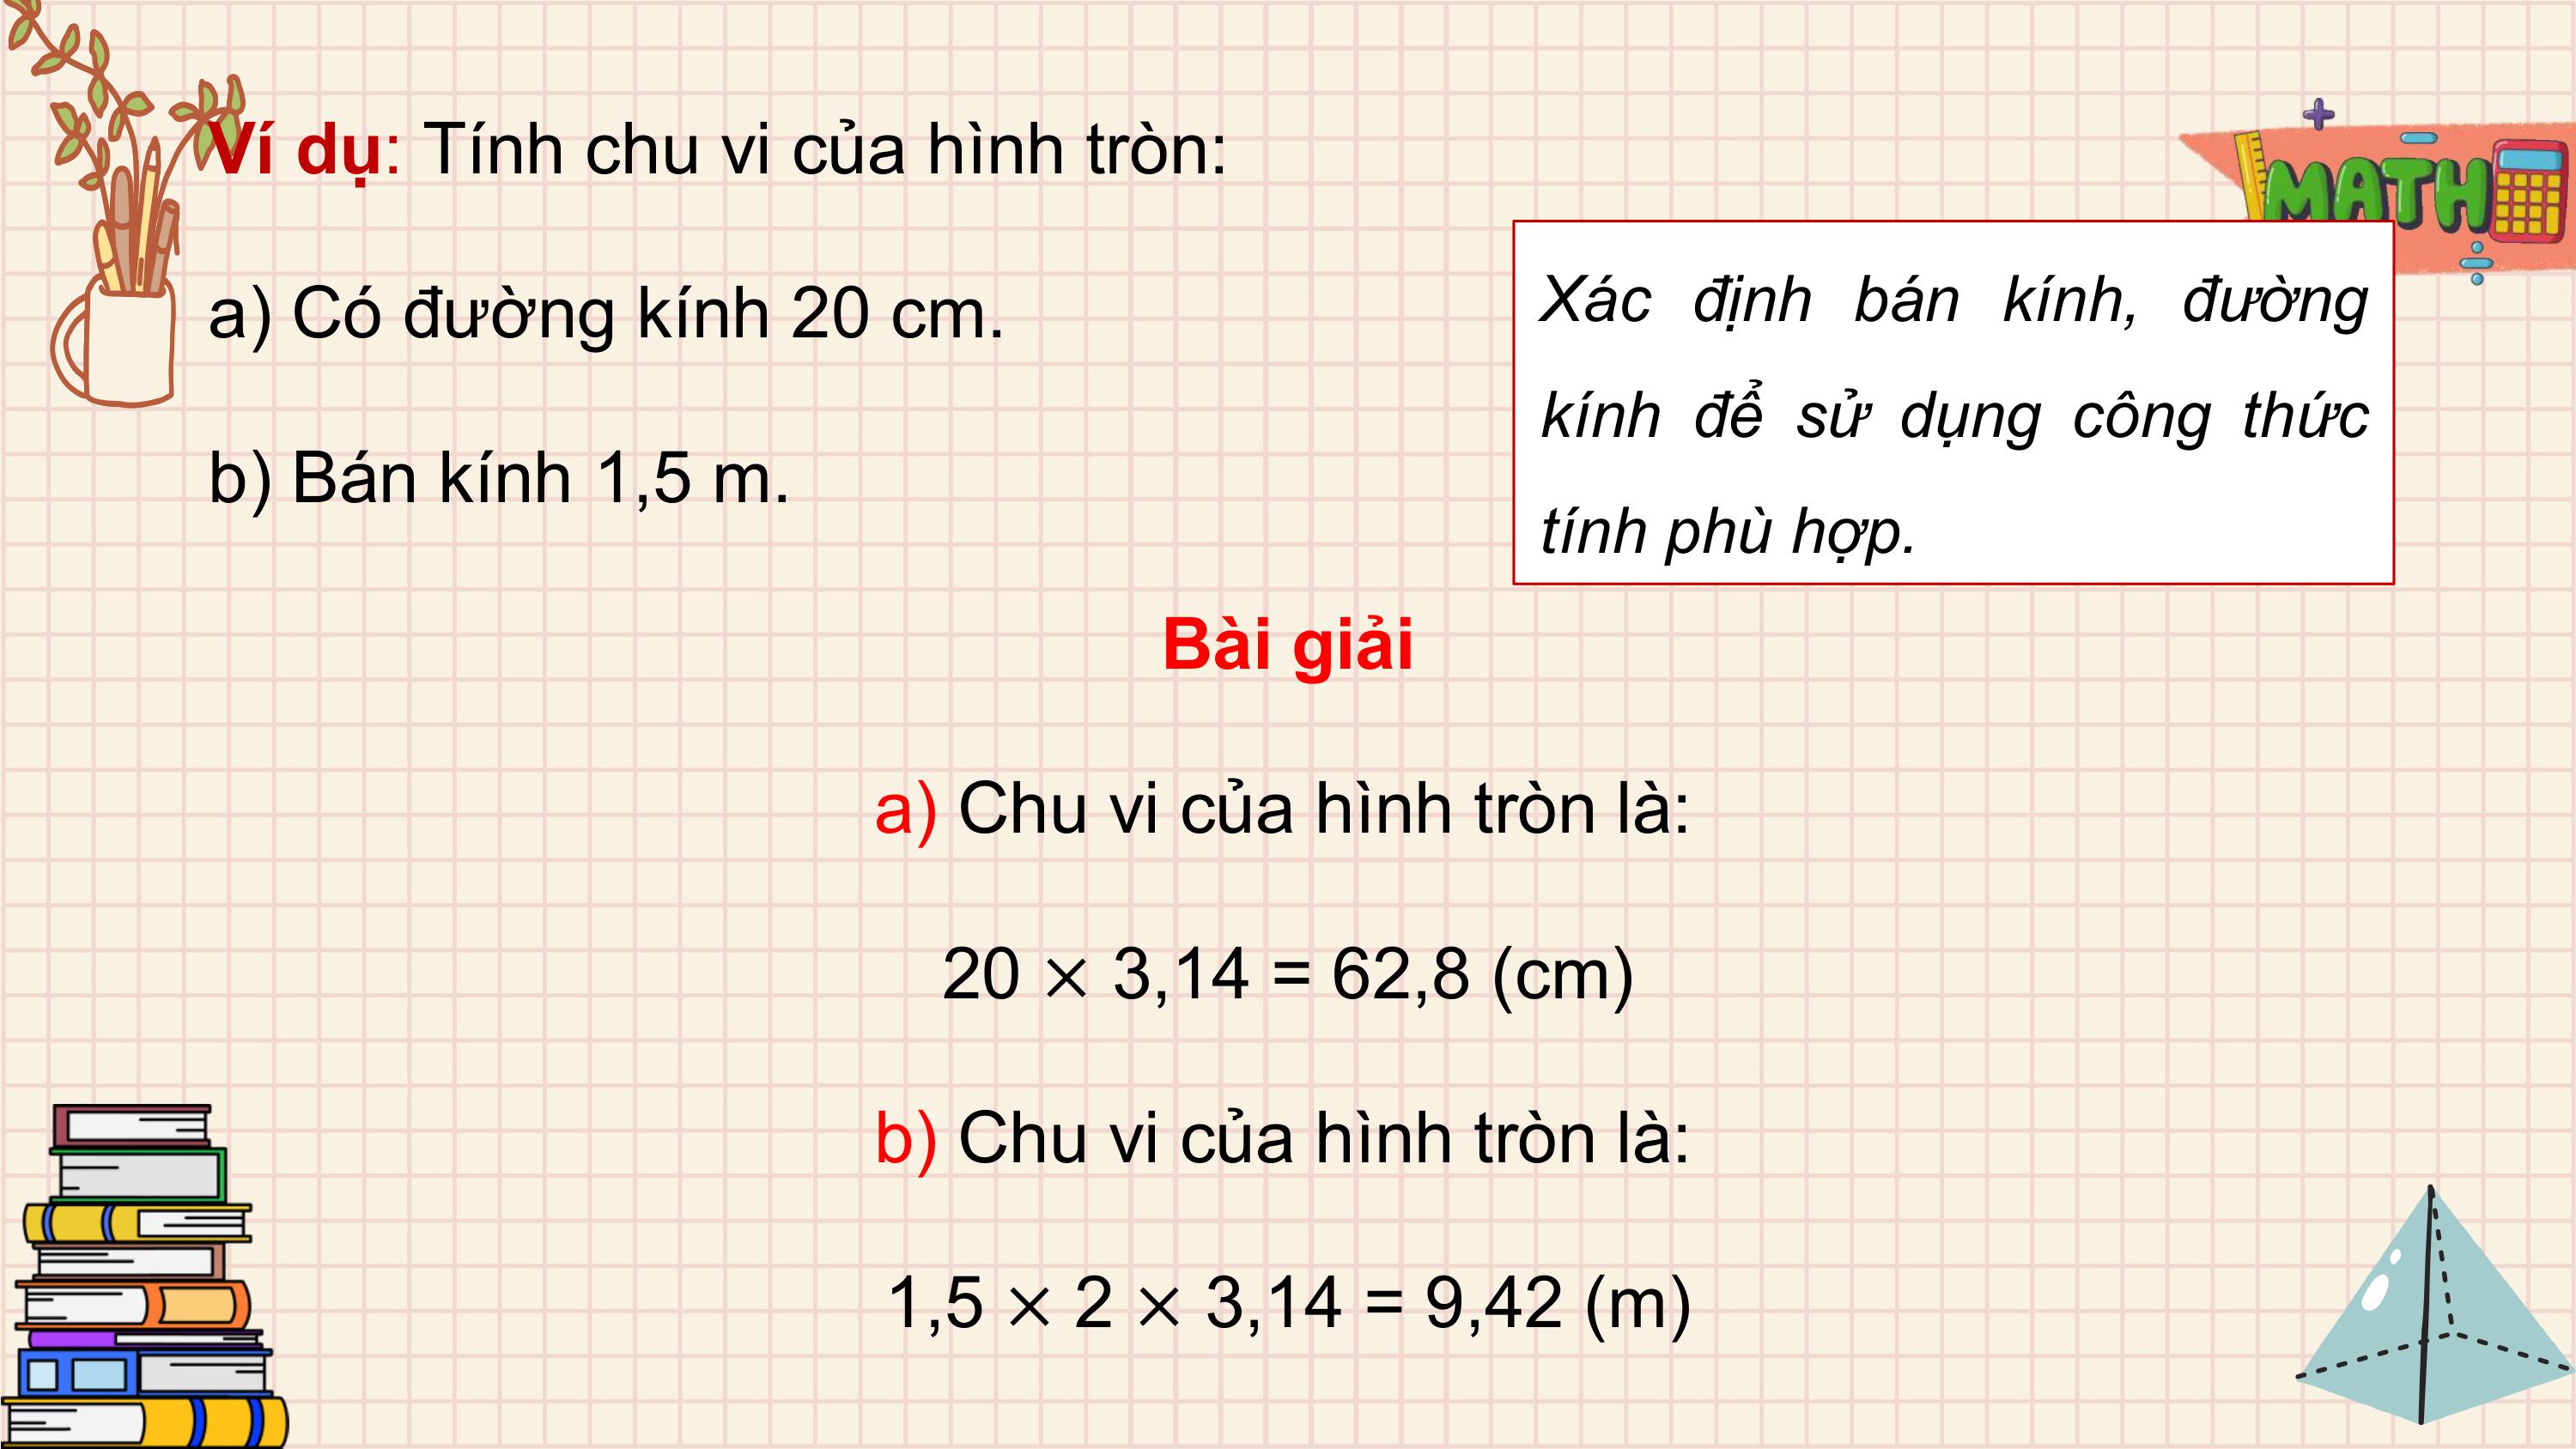 Ví dụ: Tính chu vi của hình tròn:
a) Có đường kính 20 cm.
b) Bán kính 1,5 m.
MATH
Xác định bán kính, đường
kính để sử dụng công thức
tính phù hợp.
Bài giải
a) Chu vi của hình tròn là:
20 × 3,14 = 62,8 (cm)
b) Chu vi của hình tròn là:
1,5 × 2 × 3,14 = 9,42 (m)